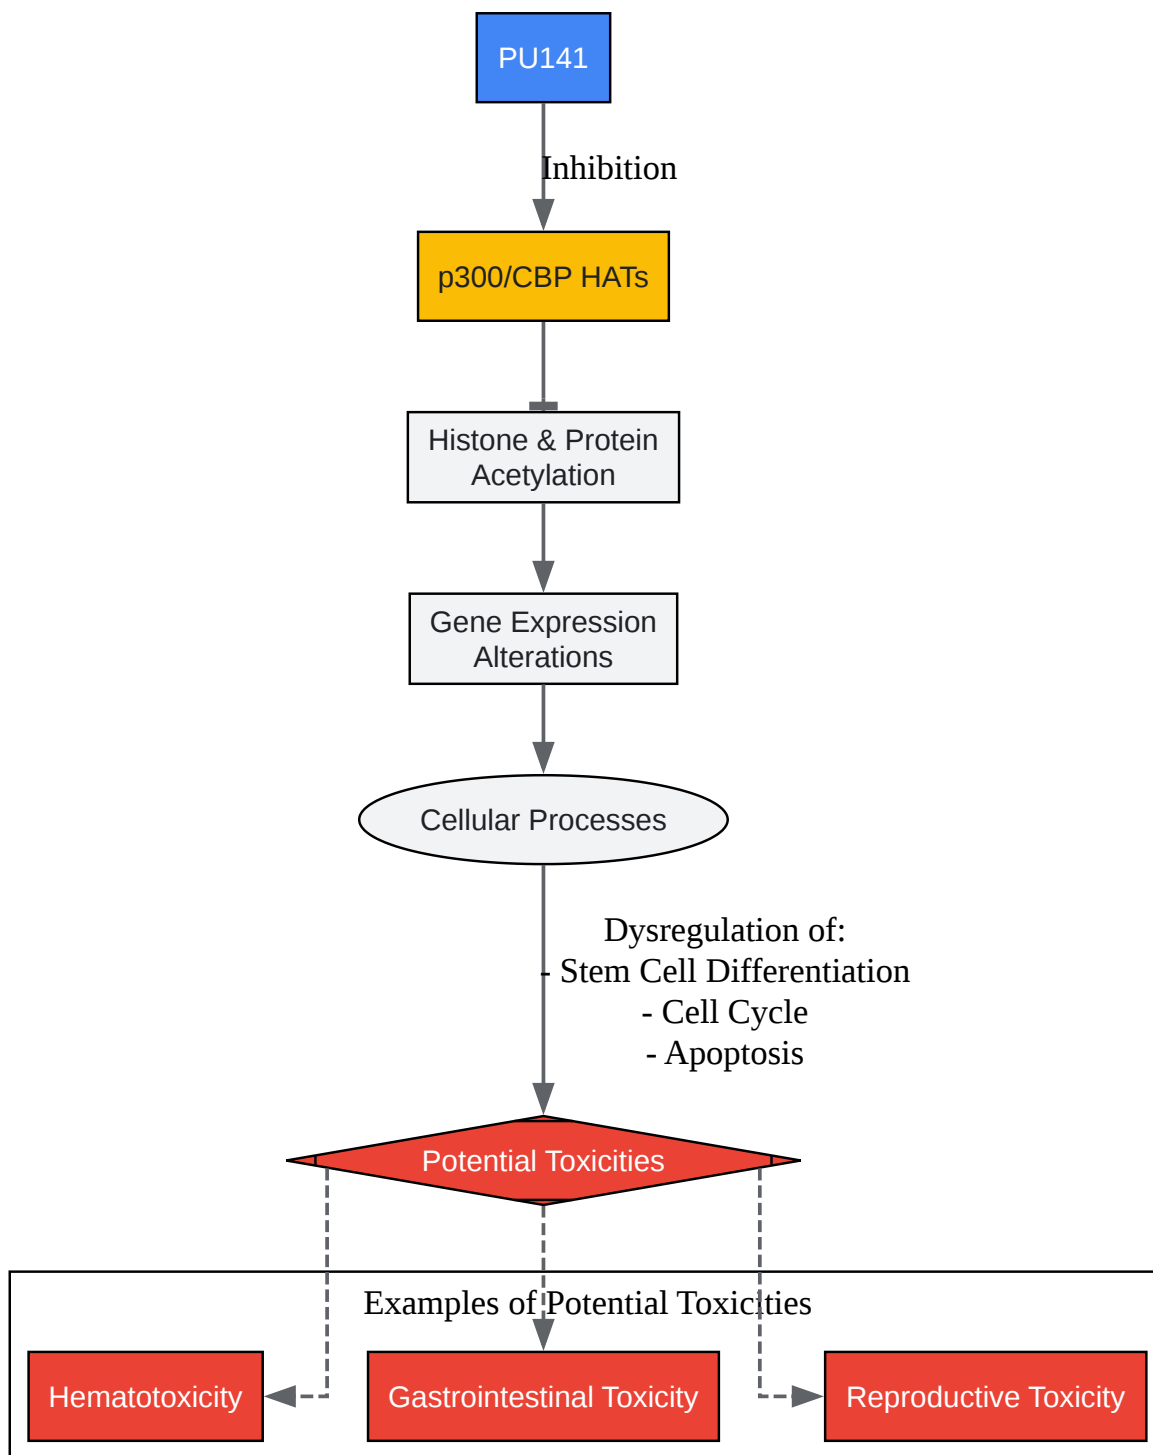 PU141
Inhibition
p300/CBP HATs
Histone & Protein
Acetylation
Gene Expression
Alterations
Cellular Processes
Dysregulation of:
- Stem Cell Differentiation
- Cell Cycle
- Apoptosis
Potential Toxicities
Examples of Potential Toxicities
Hematotoxicity
Gastrointestinal Toxicity
Reproductive Toxicity